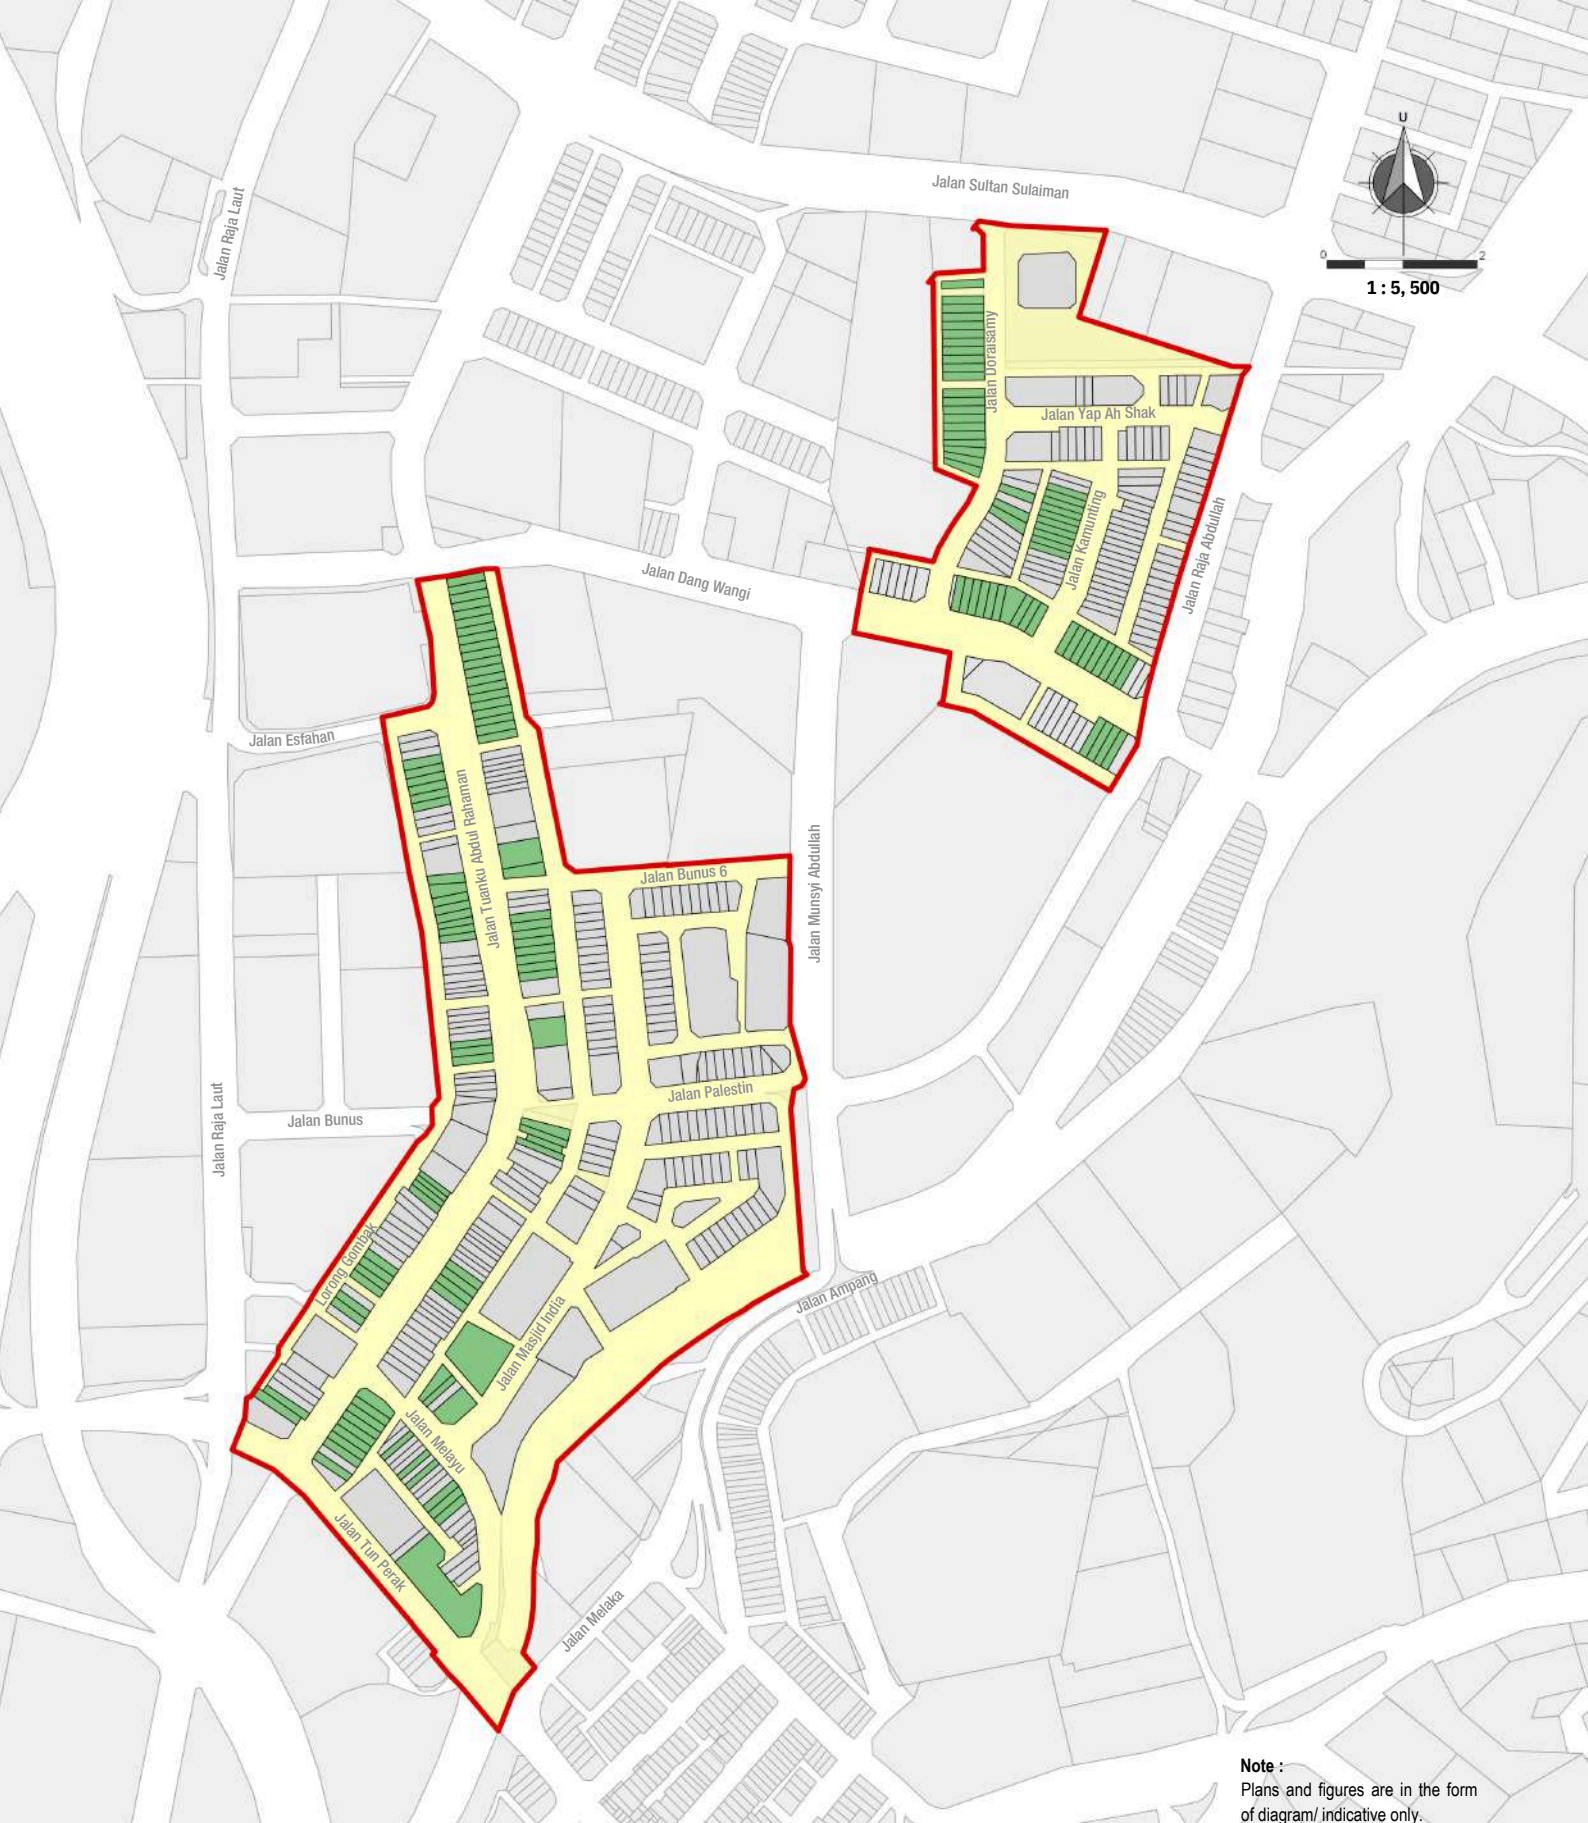 U
Jalan Sultan Sulaiman
Jalan Raja Laut
0
2
1 : 5, 500
Jalan Doraisamy
Jalan Yap Ah Shak
Jalan Kamunting
Jalan Raja Abdullah
Jalan Dang Wangi
Jalan Esfahan
Jalan Tuanku Abdul Rahaman
Jalan Munsyi Abdullah
Jalan Bunus 6
Jalan Palestin
Jalan Raja Laut
Jalan Bunus
Lorong Gombak
Jalan Ampang
Jalan Masjid India
Jalan Melayu
Jalan Tun Perak
Jalan Melaka
Note :
Plans and figures are in the form
of diagram/ indicative only.